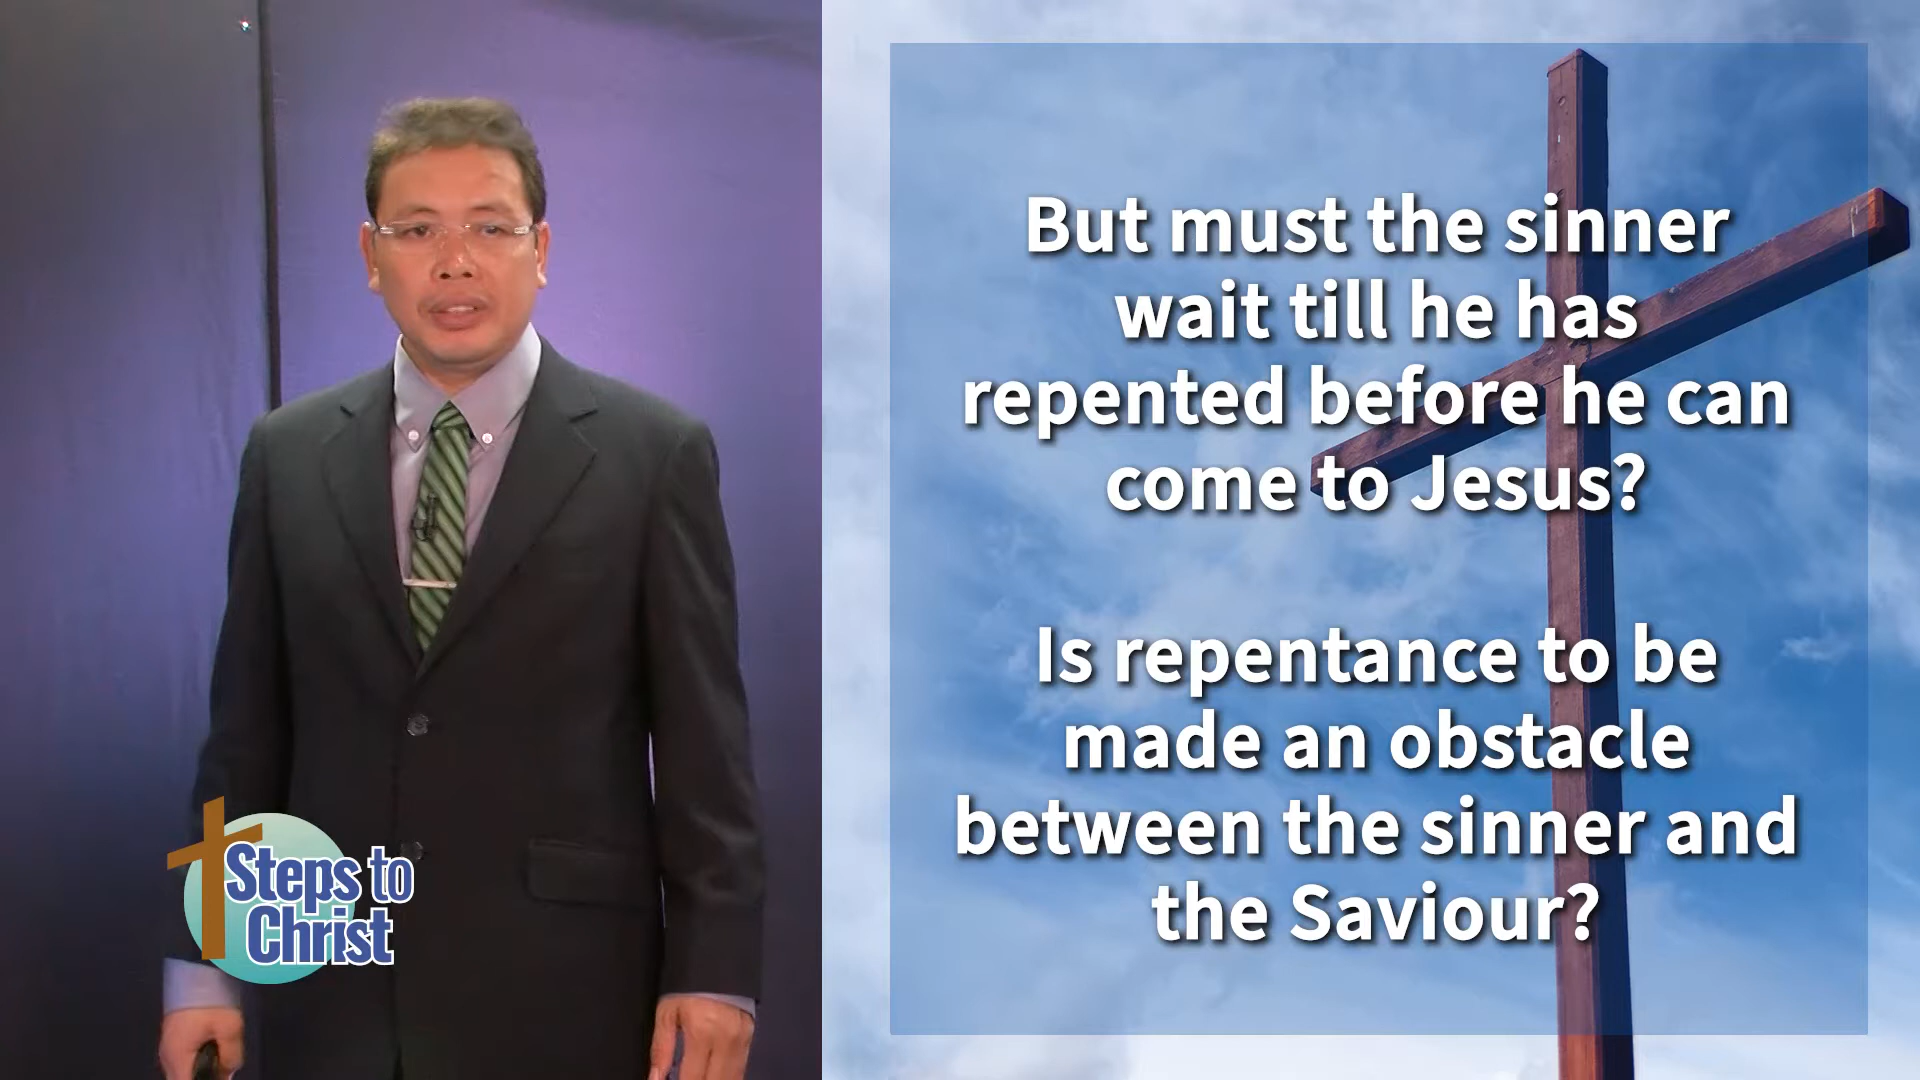 But must the sinner
wait till he has
repented before he can
come to Jesus?
Is repentance to be
made an obstacle
between the sinner and
the Saviour?
Steps to
Christ